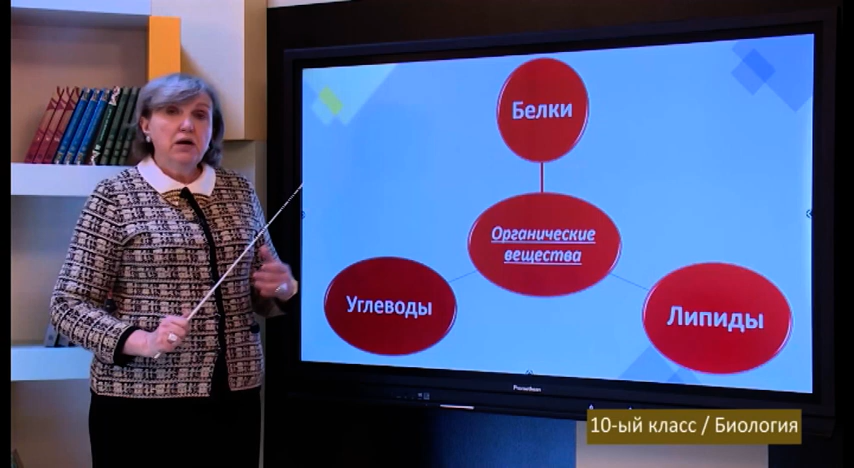 Белки
Органические
вещества
Углеводы
Липиды
10-ый класс / Биология